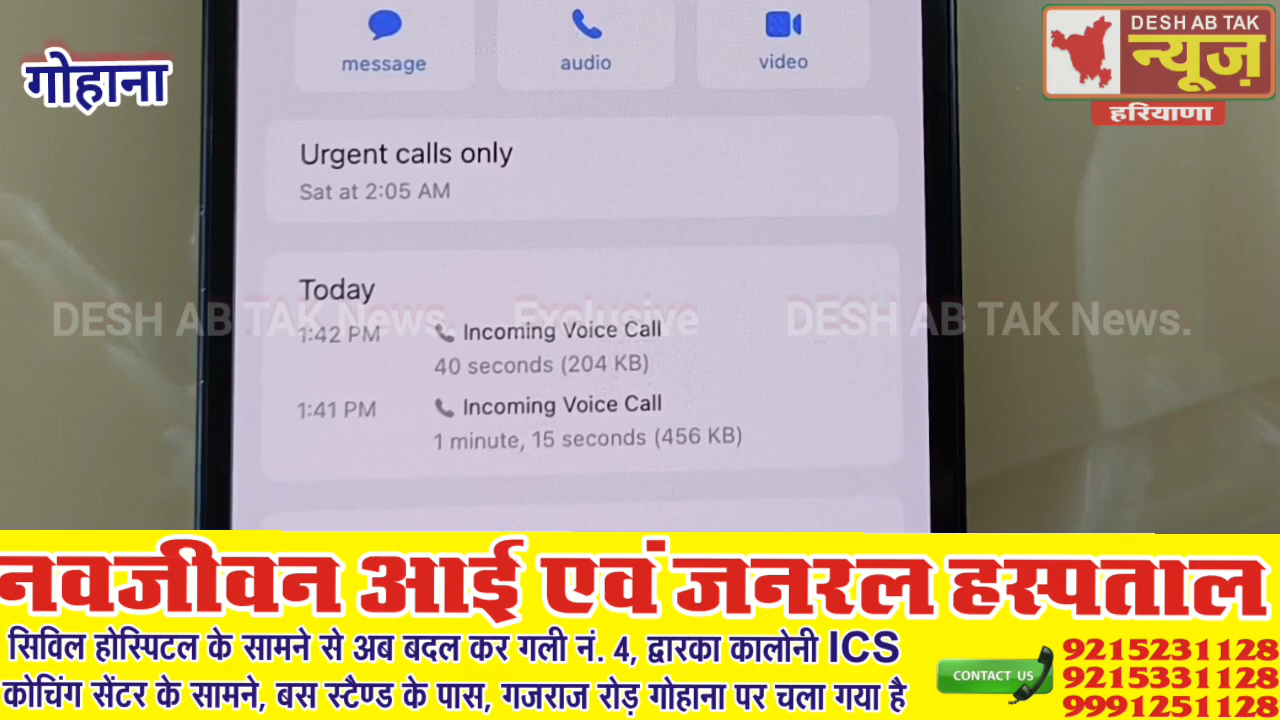 गोहाना
DESH AB TAK
न्यूज़
हरियाणा
message
audio
video
Urgent calls only
Sat at 2:05 AM
Today
DESH AB TAK News. Exclusive DESH AB TAK News.
1:42 PM Incoming Voice Call
40 seconds (204 KB)
1:41 PM Incoming Voice Call
1 minute, 15 seconds (456 KB)
नवजीवन आई एवं जनरल हस्पताल
सिविल होस्पिटल के सामने से अब बदल कर गली नं. 4, द्वारका कालोनी ICS
कोचिंग सेंटर के सामने, बस स्टैण्ड के पास, गजराज रोड़ गोहाना पर चला गया है
CONTACT US
9215231128
9215331128
9991251128